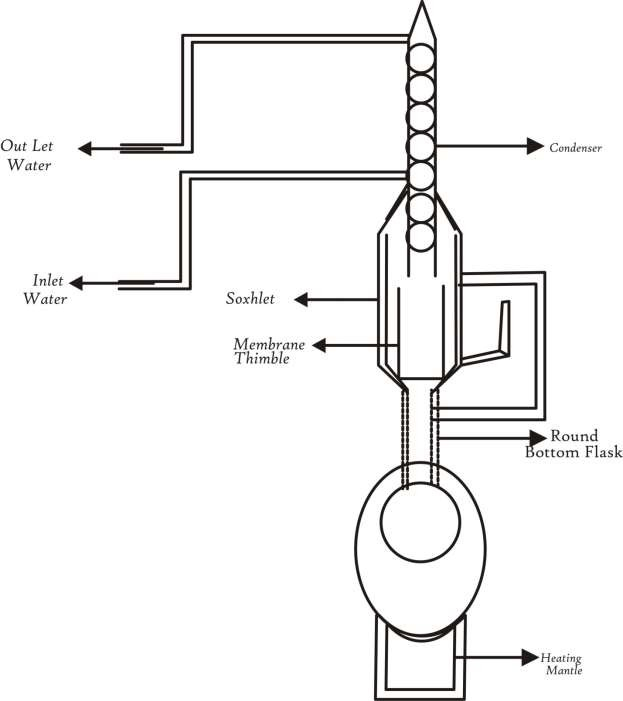 Out Let
Water
Condenser
Inlet
Water
Soxhlet
Membrane
Thimble
Round
Bottom Flask
Heating
Mantle